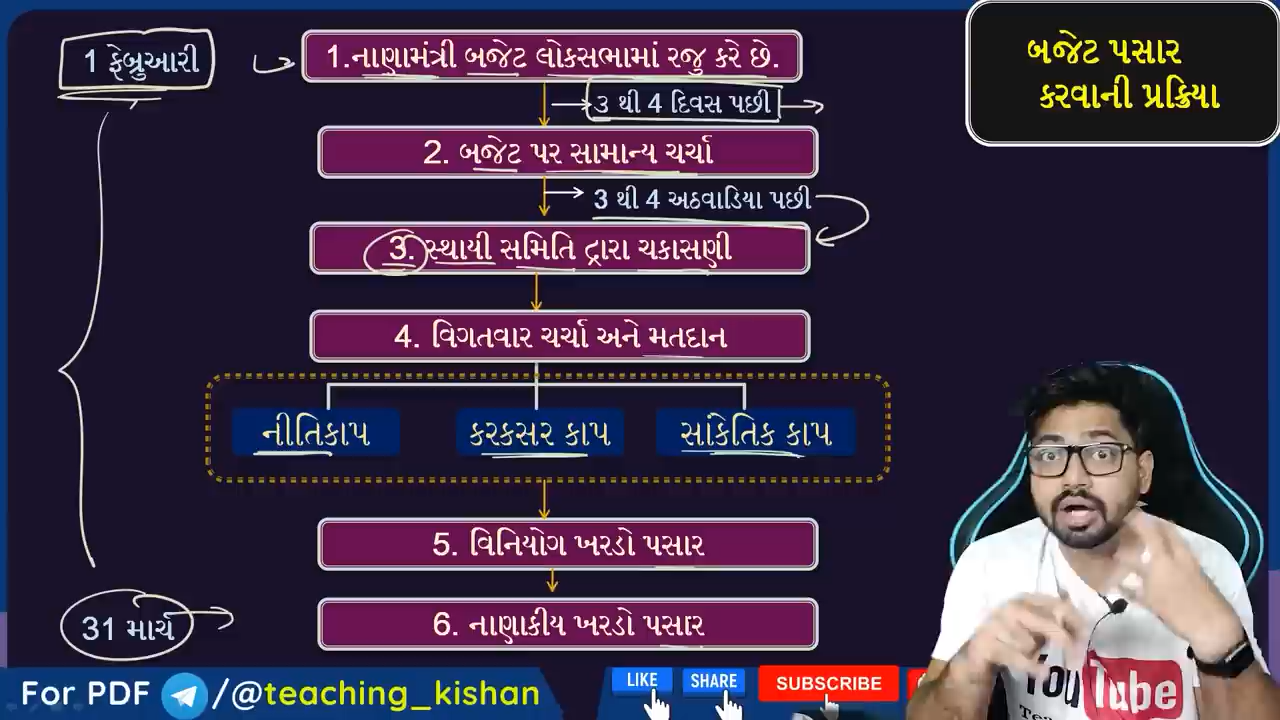 બજેટ પસાર
કરવાની પ્રક્રિયા
1 ફેબ્રુઆરી
1.નાણામંત્રી બજેટ લોકસભામાં રજુ કરે છે.
3 થી 4 દિવસ પછી
2. બજેટ પર સામાન્ય ચર્ચા
3 થી 4 અઠવાડિયા પછી
3. સ્થાયી સમિતિ દ્રારા ચકાસણી
4. વિગતવાર ચર્ચા અને મતદાન
નીતિકાપ
કરકસર કાપ
સાંકેતિક કાપ
5. વિનિયોગ ખરડો પસાર
31 માર્ચ
6. નાણાકીય ખરડો પસાર
For PDF /@teaching_kishan
LIKE
SHARE
SUBSCRIBE
You Tube